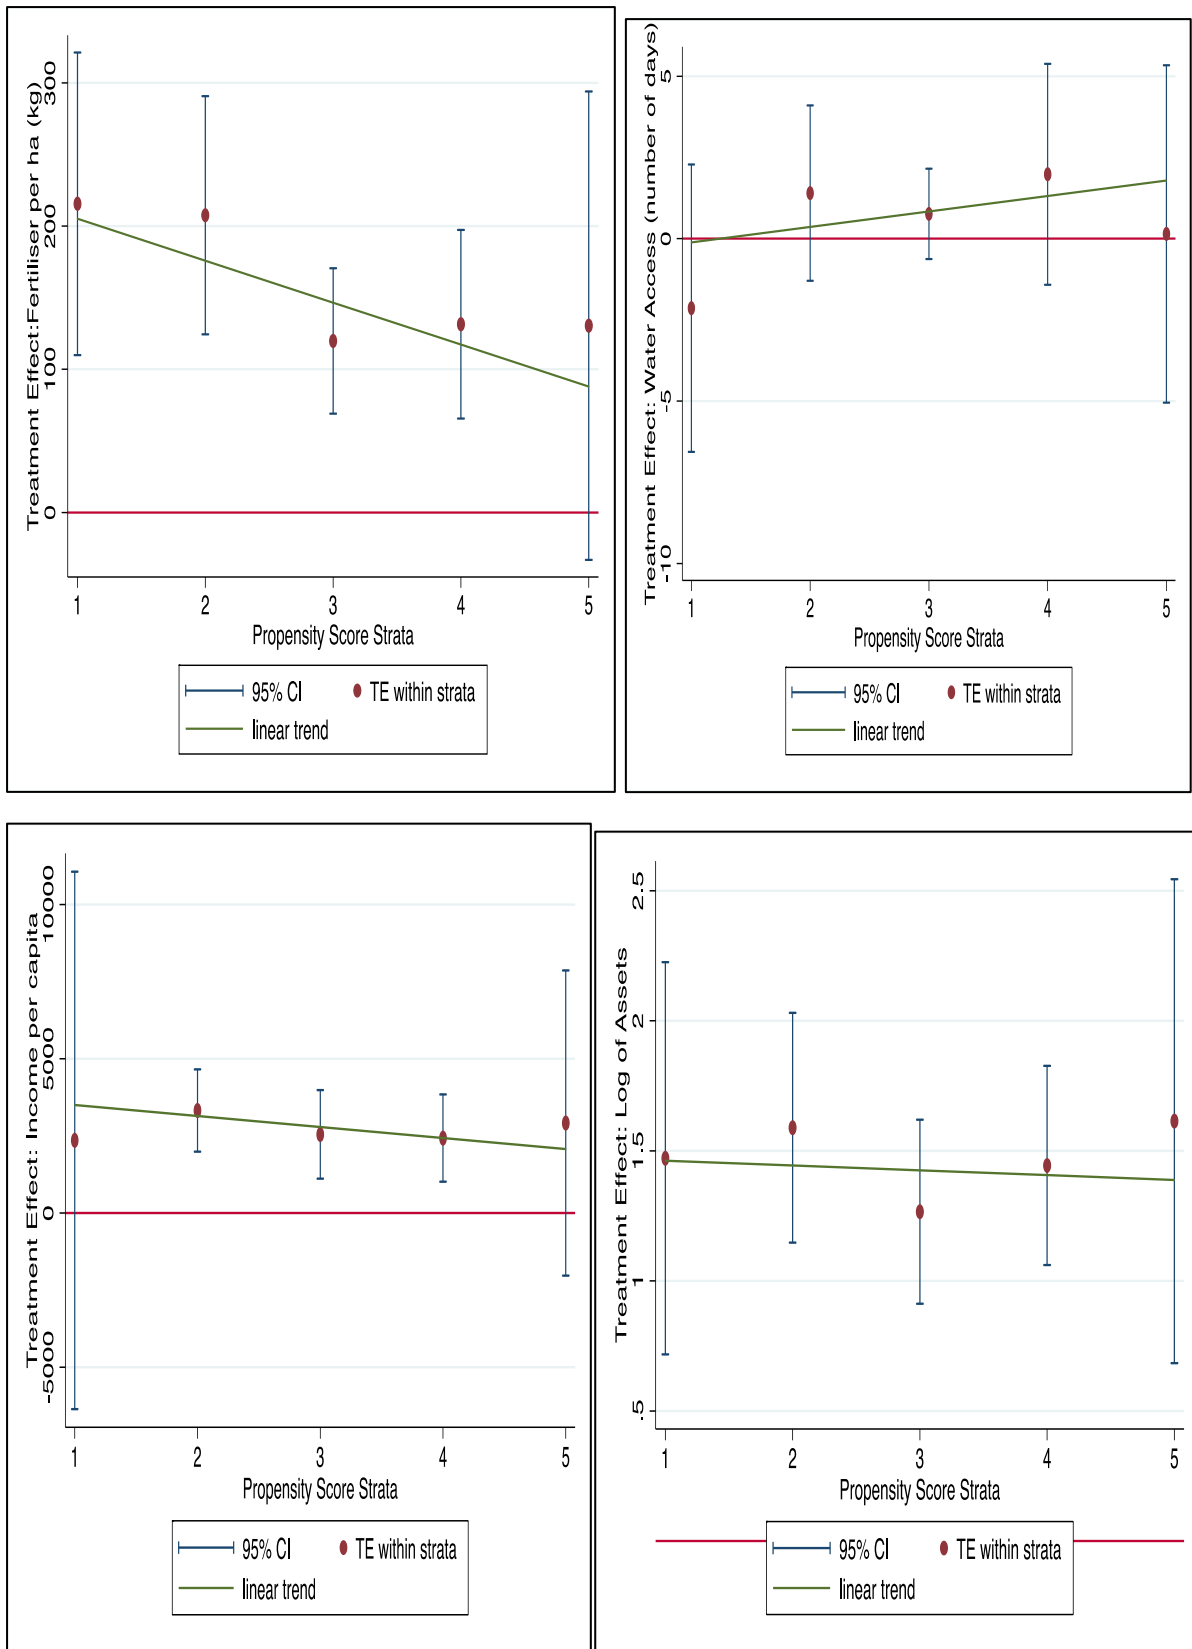 Treatment Effect:Fertiliser per ha (kg)
300
200
100
0
1 2 3 4 5
Propensity Score Strata
95% CI TE within strata
linear trend
Treatment Effect: Water Access (number of days)
5
0
-5
-10
1 2 3 4 5
Propensity Score Strata
95% CI TE within strata
linear trend
Treatment Effect: Income per capita
10000
5000
0
-5000
1 2 3 4 5
Propensity Score Strata
95% CI TE within strata
linear trend
Treatment Effect: Log of Assets
2.5
2
1.5
1
.5
1 2 3 4 5
Propensity Score Strata
95% CI TE within strata
linear trend